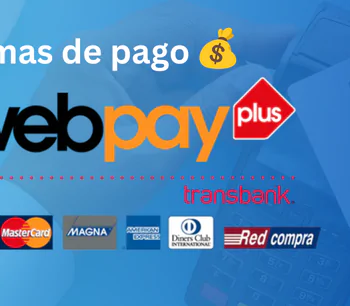 mas de pago 💰
webpay plus
transbank.
MasterCard MAGNA AMERICAN EXPRESS Diners Club INTERNATIONAL Red compra